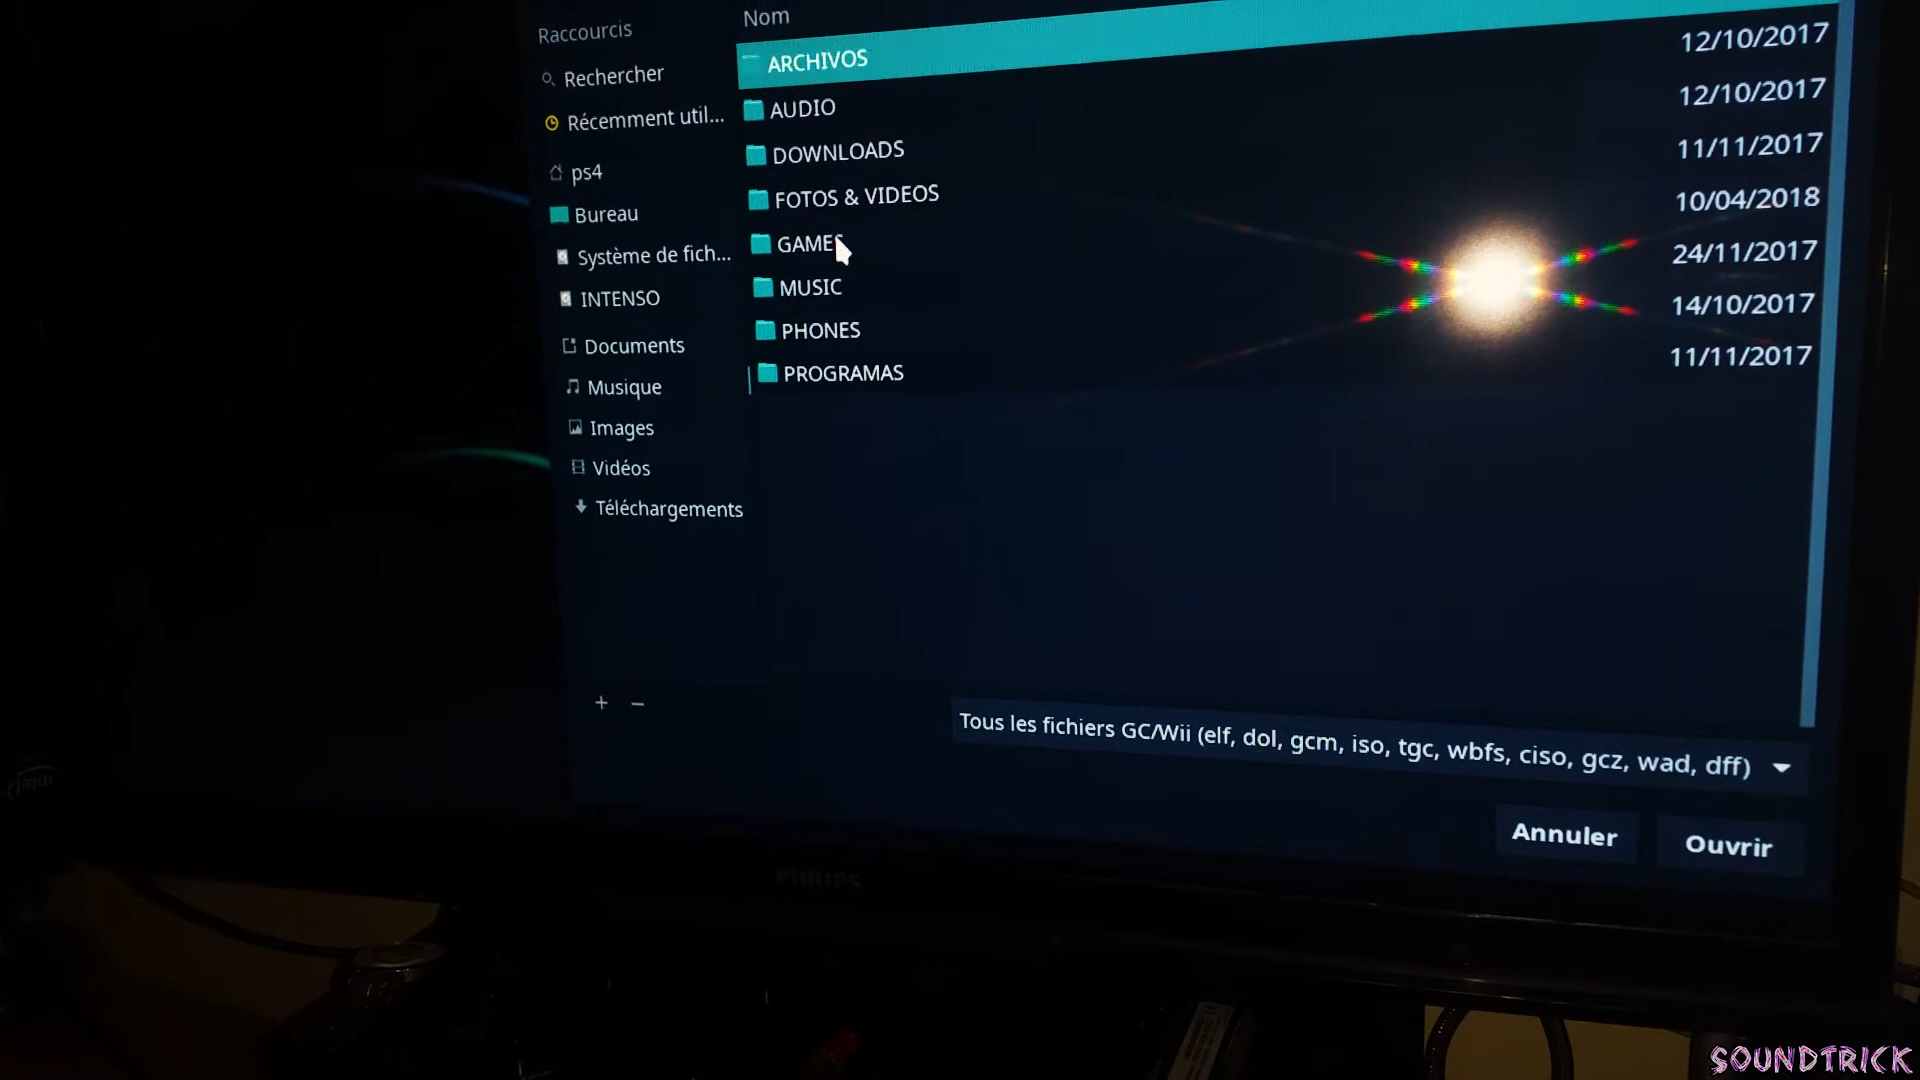 Raccourcis
Rechercher
Récemment util...
ps4
Bureau
Système de fich...
INTENSO
Documents
Musique
Images
Vidéos
Téléchargements
Nom
ARCHIVOS
AUDIO
DOWNLOADS
FOTOS & VIDEOS
GAMES
MUSIC
PHONES
PROGRAMAS
12/10/2017
12/10/2017
11/11/2017
10/04/2018
24/11/2017
14/10/2017
11/11/2017
+ −
Tous les fichiers GC/Wii (elf, dol, gcm, iso, tgc, wbfs, ciso, gcz, wad, dff)
Annuler
Ouvrir
PHILIPS
intel
SOUNDTRICK